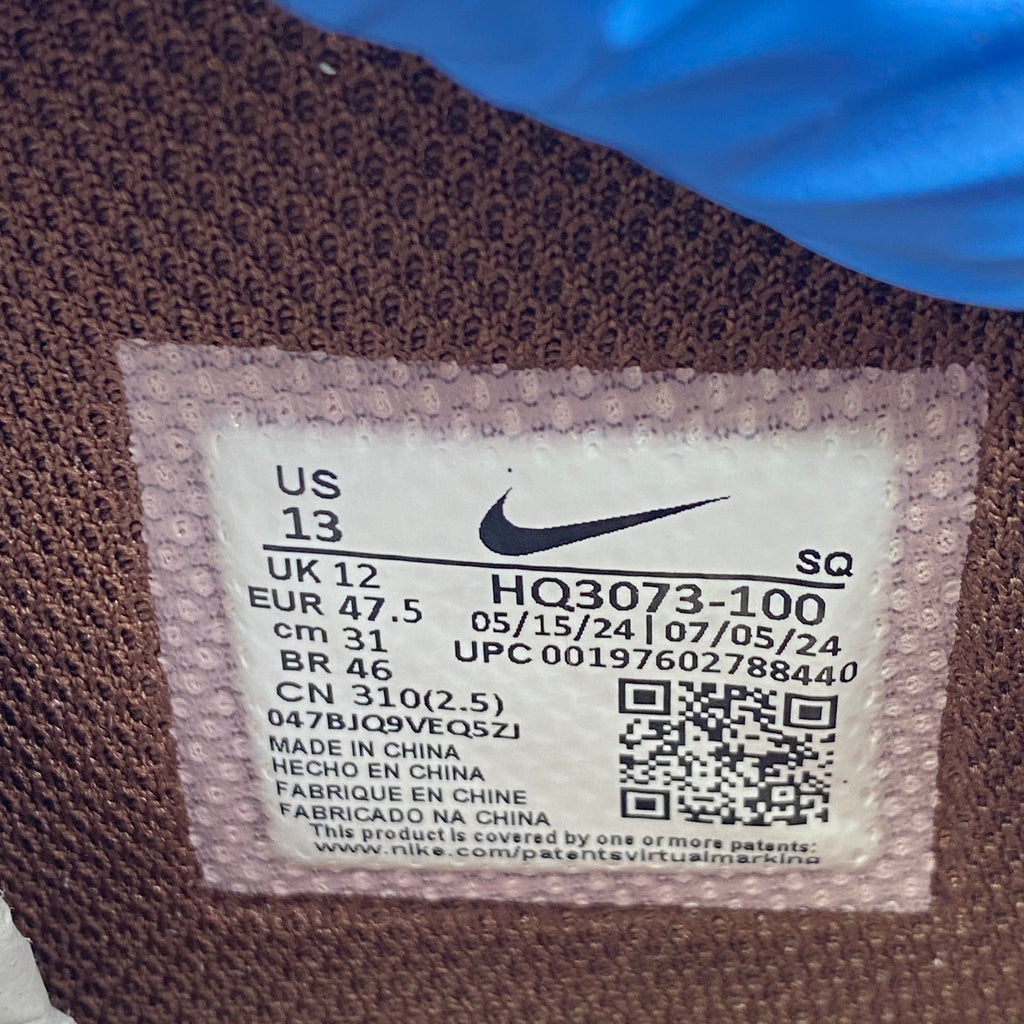 US
13
SQ
UK 12
HQ3073-100
EUR 47.5
05/15/24 | 07/05/24
cm 31
UPC 00197602788440
BR 46
CN 310(2.5)
047BJQ9VEQ5ZJ
MADE IN CHINA
HECHO EN CHINA
FABRIQUE EN CHINE
FABRICADO NA CHINA
This product is covered by one or more patents:
www.nike.com/patentsvirtualmarking